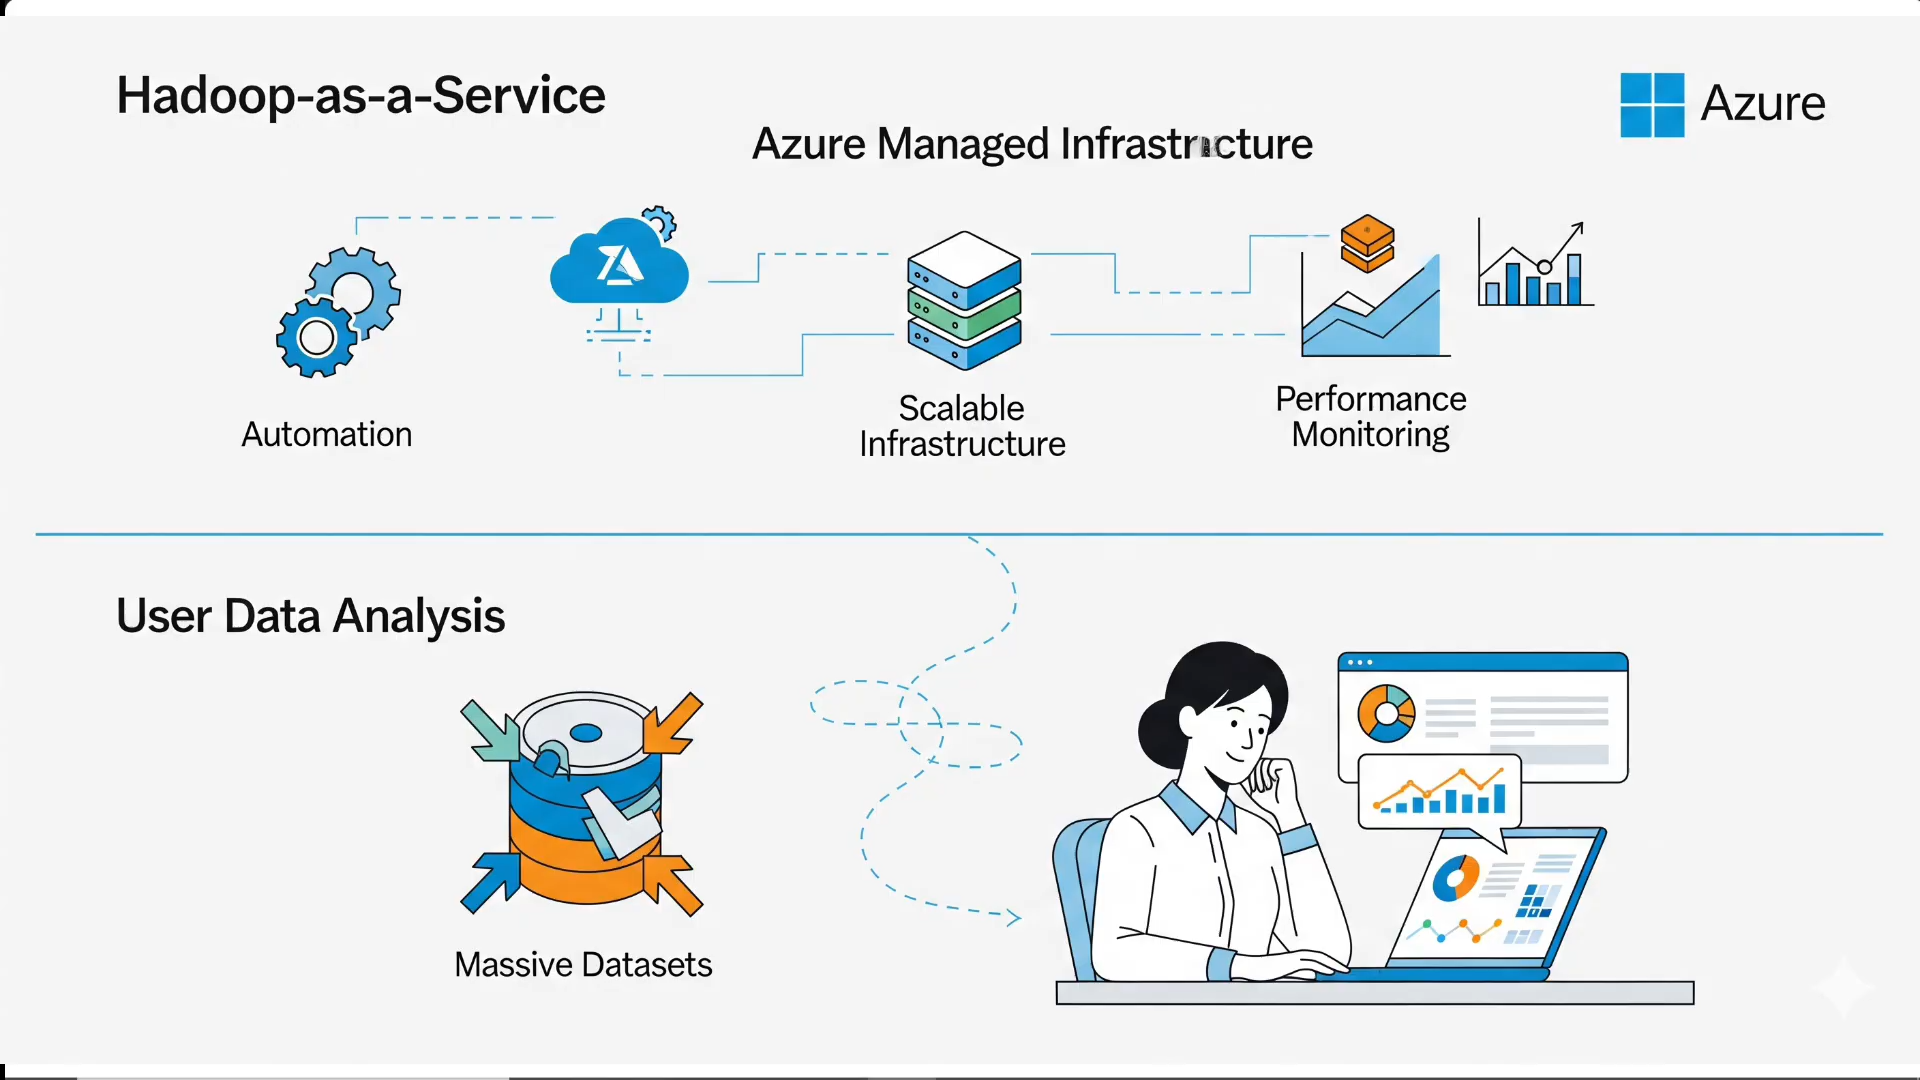 Hadoop-as-a-Service
Azure
Azure Managed Infrastructure
Automation
Scalable
Infrastructure
Performance
Monitoring
User Data Analysis
Massive Datasets